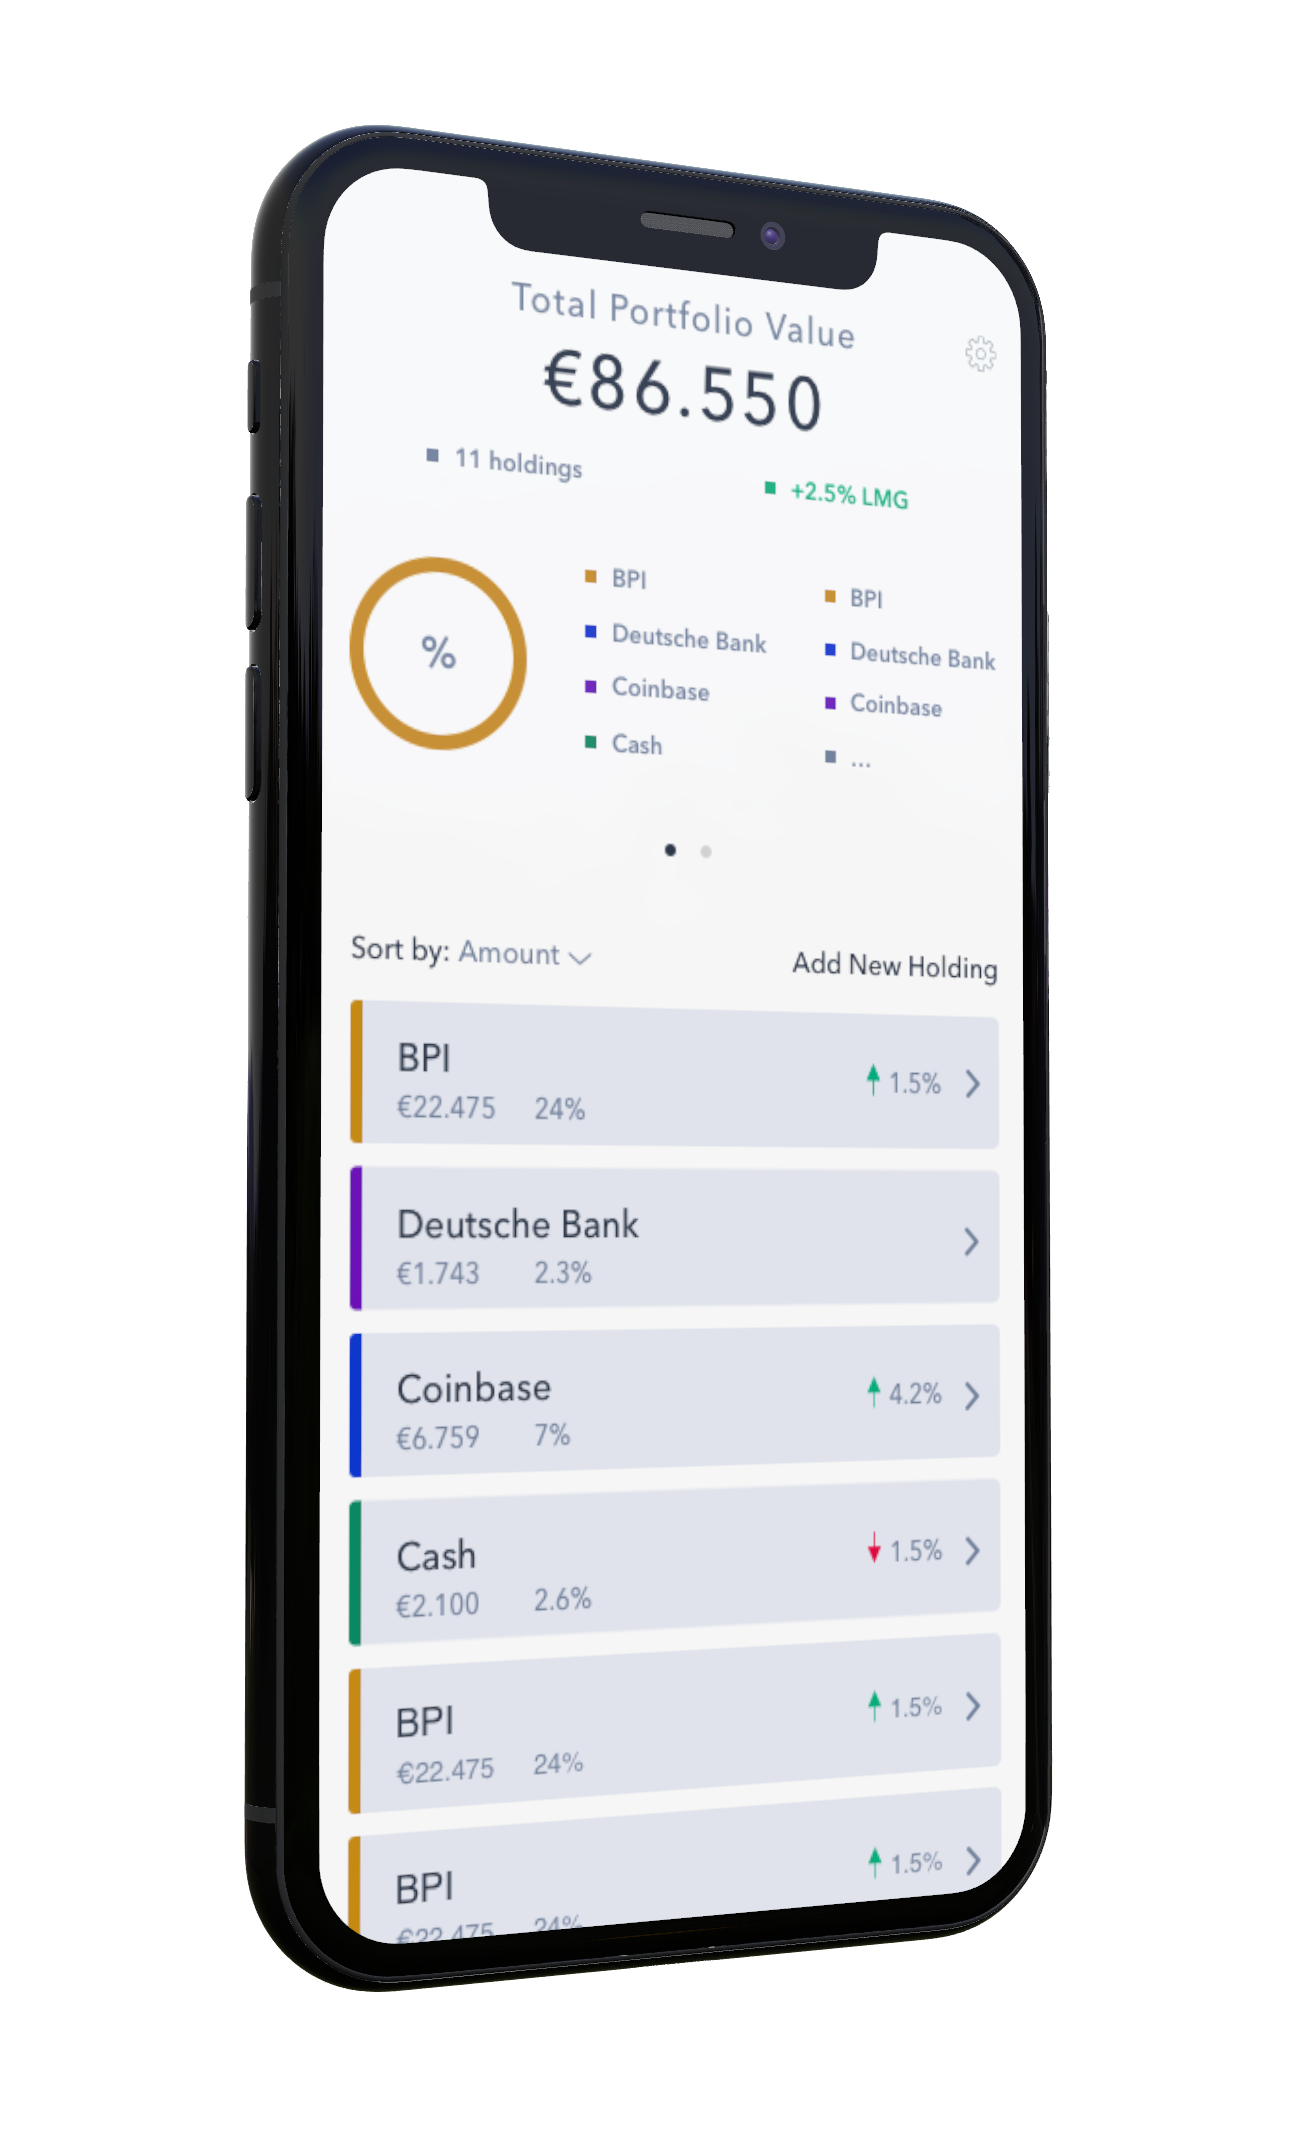 Total Portfolio Value
€86.550
11 holdings
+2.5% LMG
%
BPI
Deutsche Bank
Coinbase
Cash
BPI
Deutsche Bank
Coinbase
...
Sort by: Amount
Add New Holding
BPI
€22.475 24%
1.5%
Deutsche Bank
€1.743 2.3%
Coinbase
€6.759 7%
4.2%
Cash
€2.100 2.6%
1.5%
BPI
€22.475 24%
1.5%
BPI
€22.475 24%
1.5%